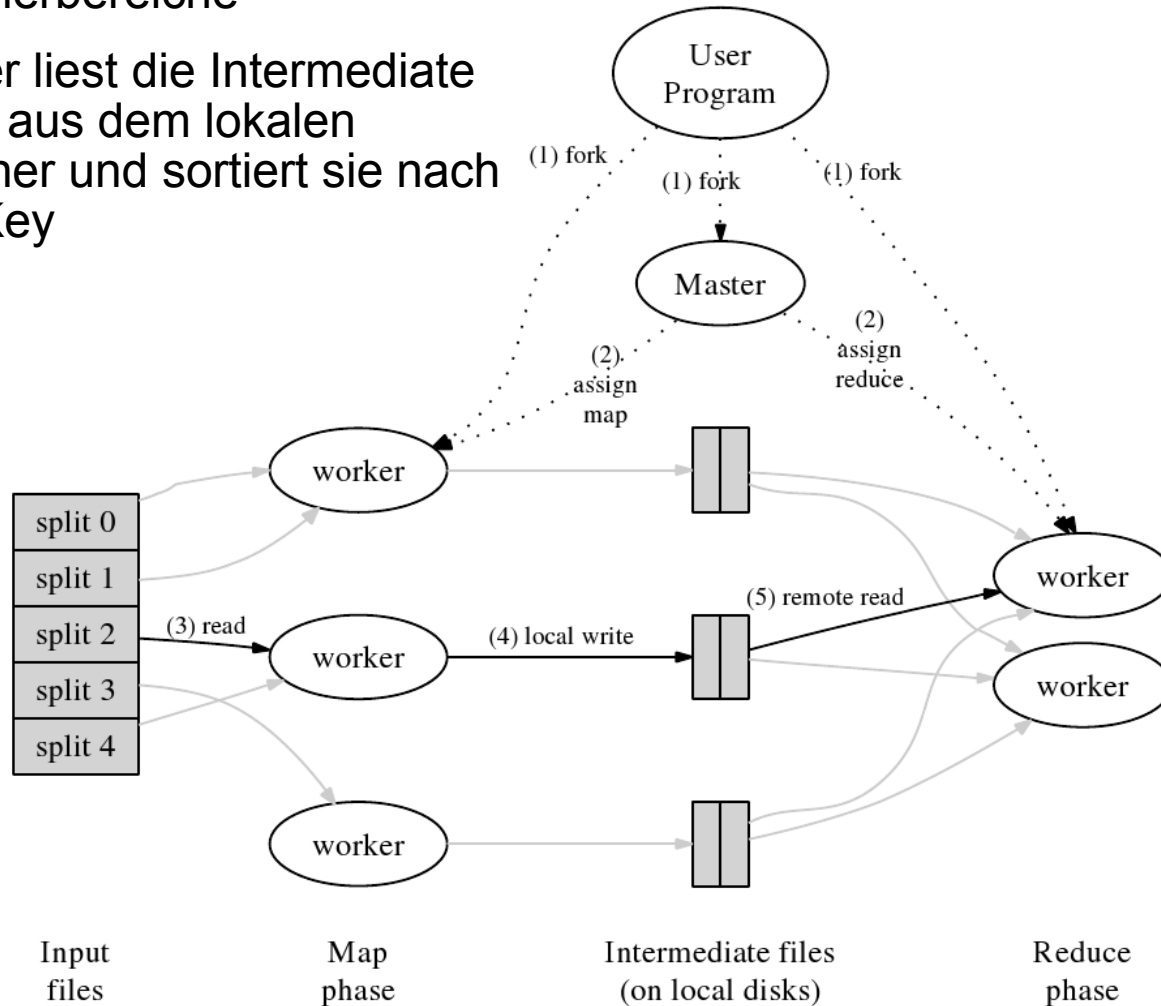 er liest die Intermediate
aus dem lokalen
her und sortiert sie nach
Key
User
Program
(1) fork
(1) fork
(1) fork
Master
(2)
assign
map
(2)
assign
reduce
worker
split 0
split 1
split 2
split 3
split 4
(3) read
worker
(4) local write
(5) remote read
worker
worker
worker
Input
files
Map
phase
Intermediate files
(on local disks)
Reduce
phase